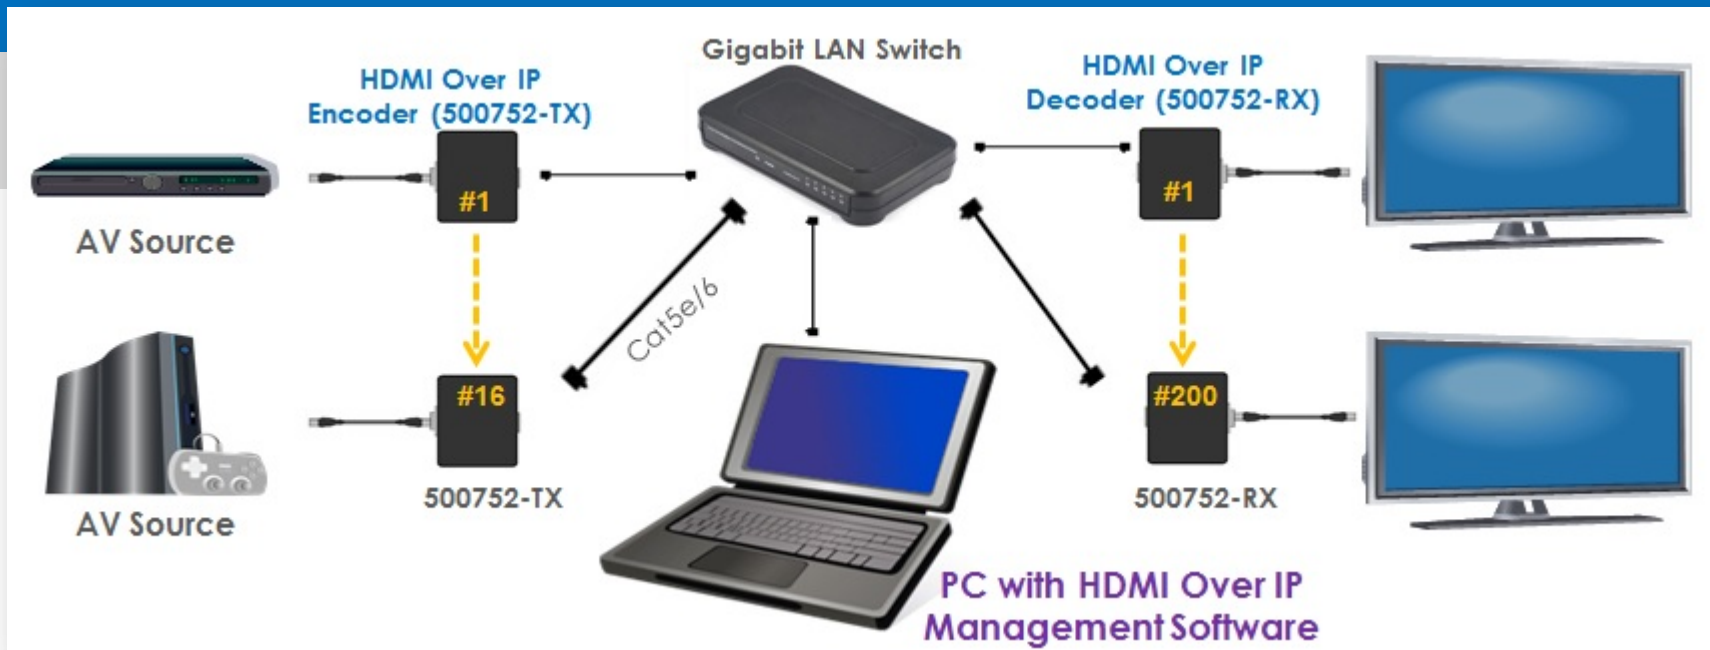 Gigabit LAN Switch
HDMI Over IP
Encoder (500752-TX)
HDMI Over IP
Decoder (500752-RX)
#1
#1
AV Source
Cat5e/6
#16
#200
500752-TX
500752-RX
AV Source
PC with HDMI Over IP
Management Software